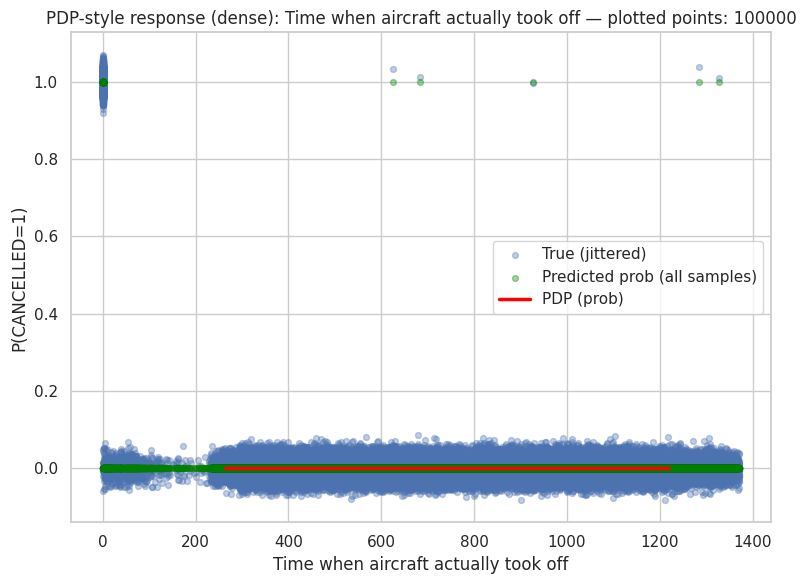 PDP-style response (dense): Time when aircraft actually took off — plotted points: 100000
P(CANCELLED=1)
1.0
0.8
0.6
0.4
0.2
0.0
True (jittered)
Predicted prob (all samples)
PDP (prob)
0 200 400 600 800 1000 1200 1400
Time when aircraft actually took off